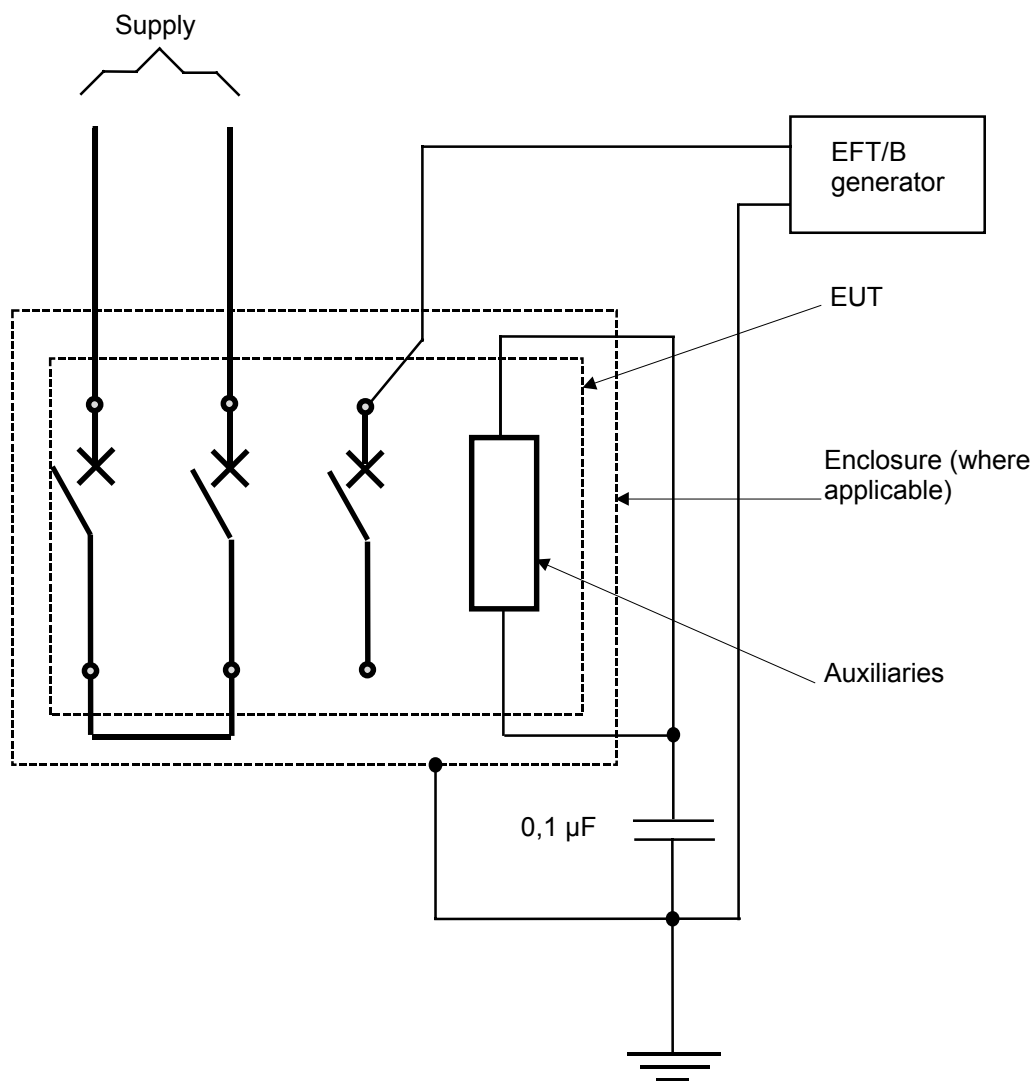 Supply
EFT/B
generator
EUT
Enclosure (where
applicable)
Auxiliaries
0,1 µF